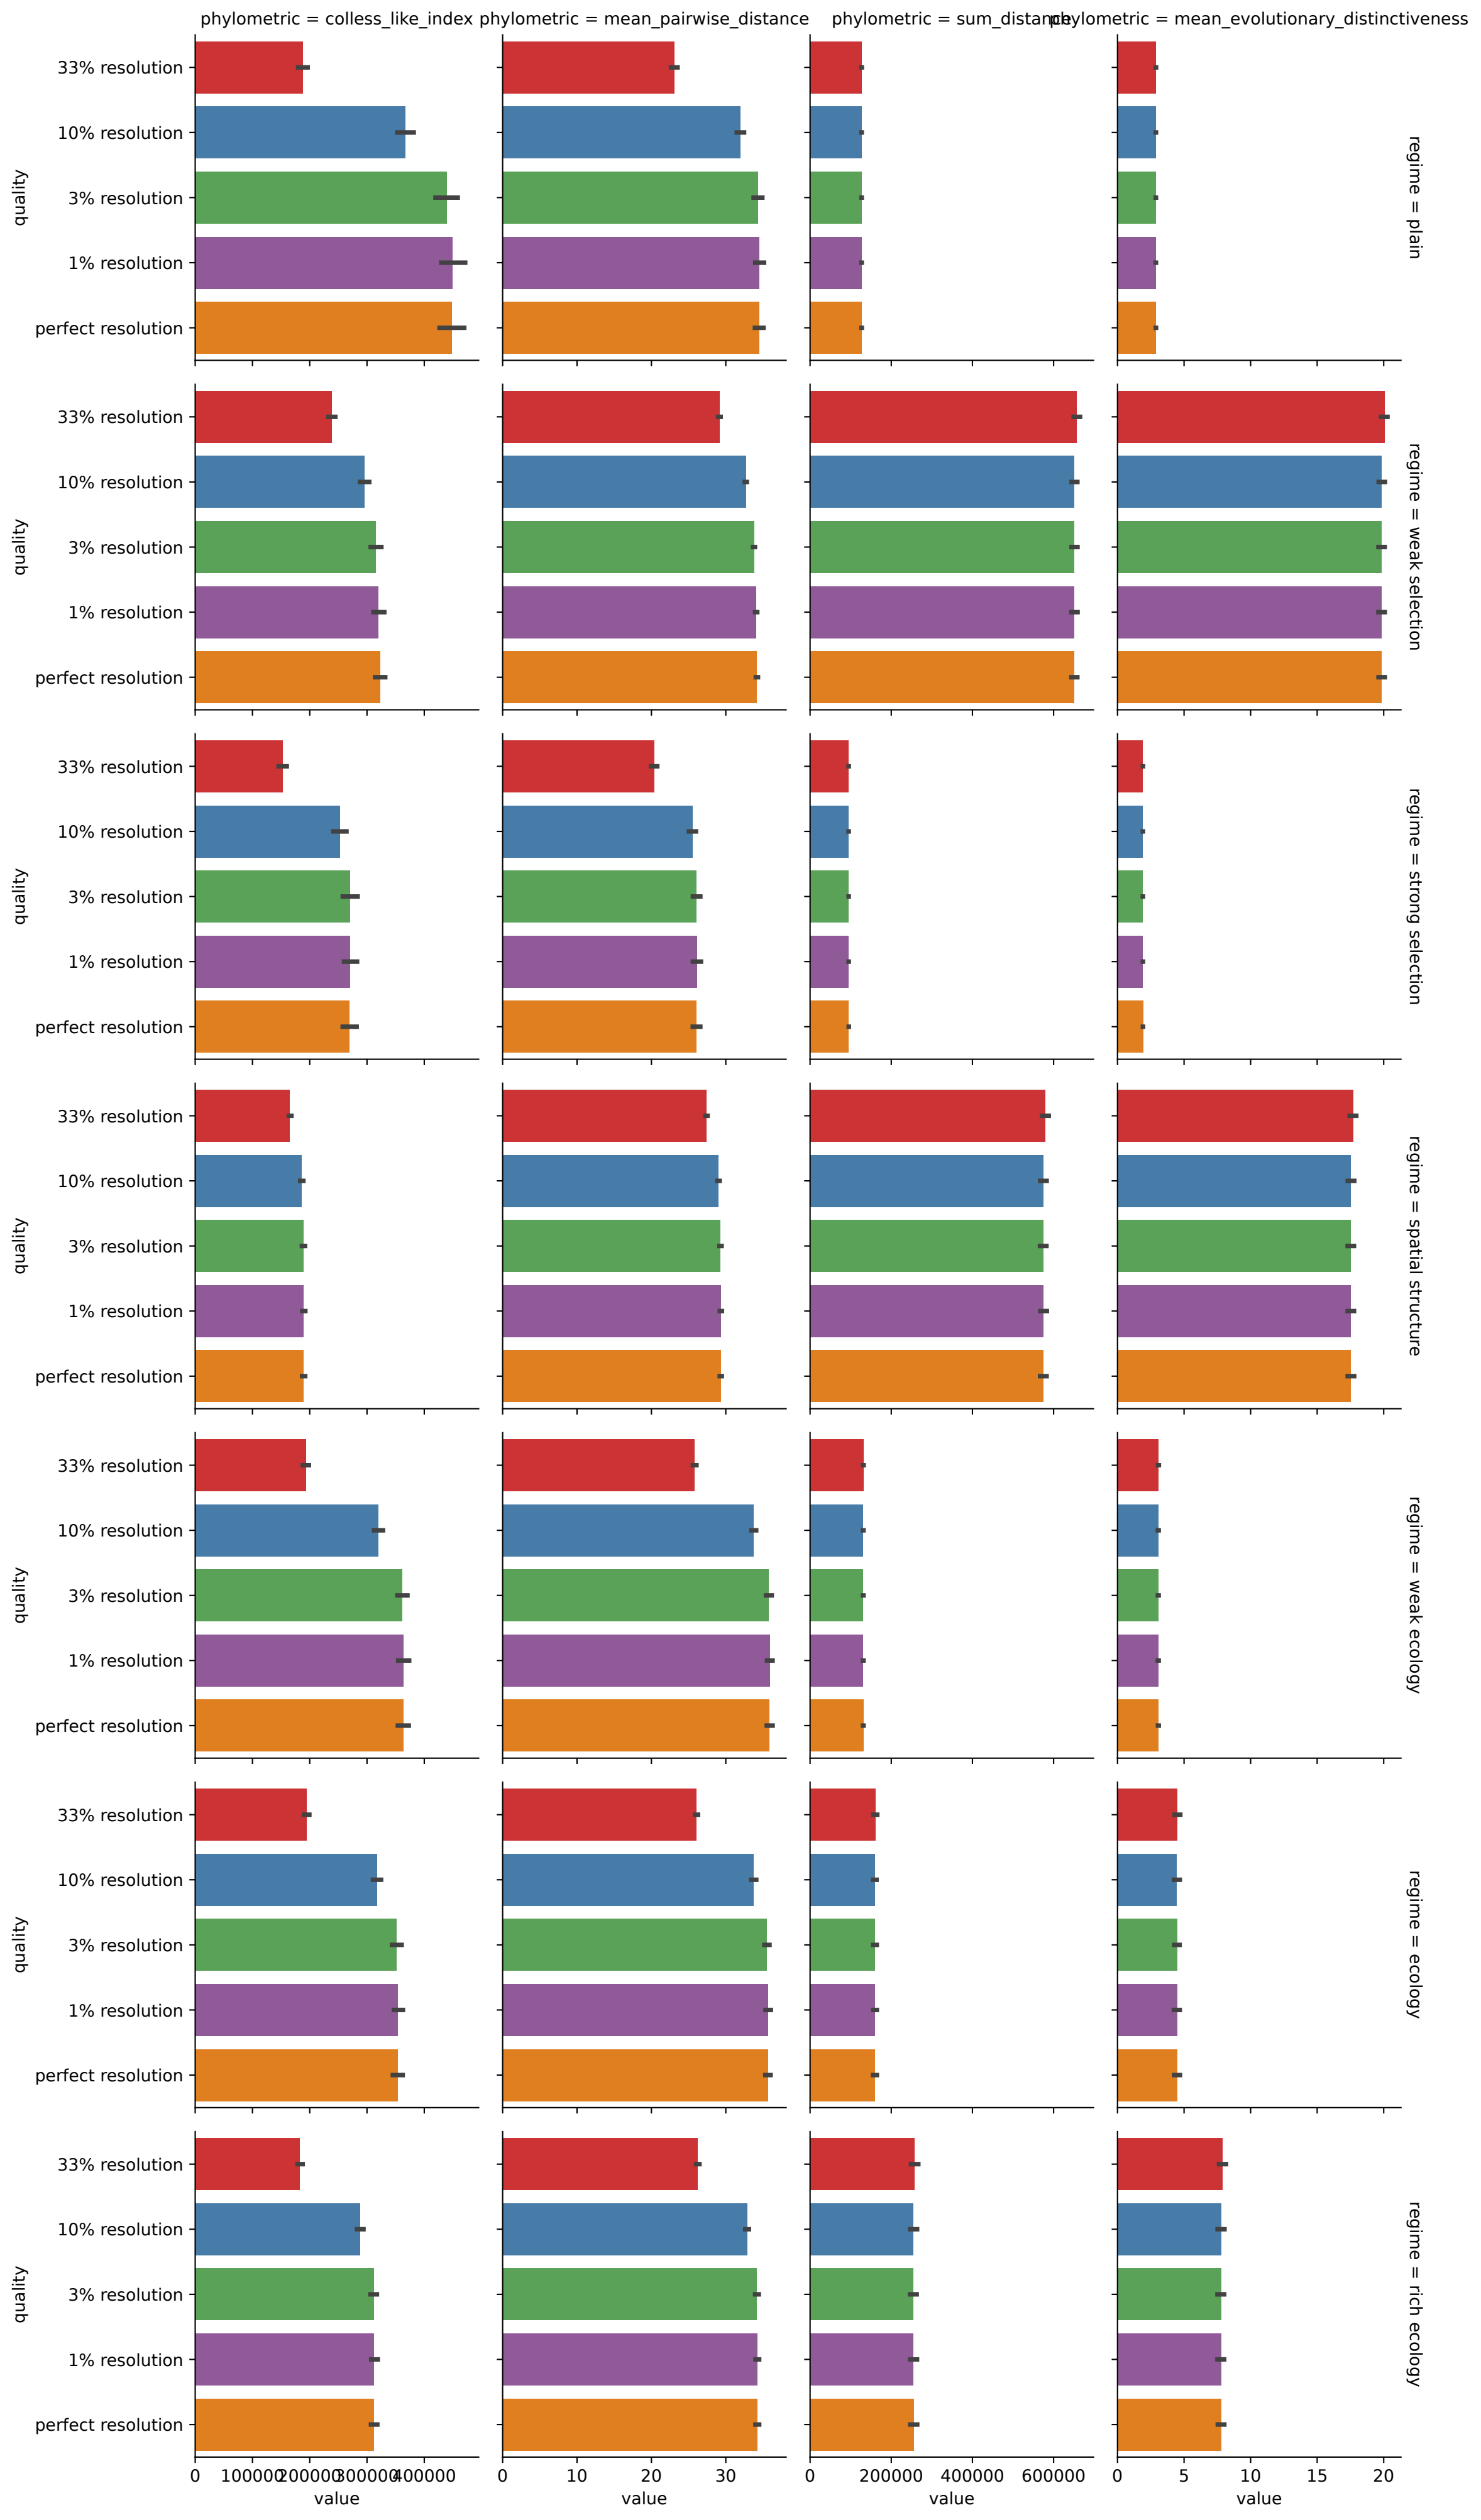 phylometric = colless_like_index
phylometric = mean_pairwise_distance
phylometric = sum_distance
phylometric = mean_evolutionary_distinctiveness
quality
33% resolution
10% resolution
3% resolution
1% resolution
perfect resolution
regime = plain
quality
33% resolution
10% resolution
3% resolution
1% resolution
perfect resolution
regime = weak selection
quality
33% resolution
10% resolution
3% resolution
1% resolution
perfect resolution
regime = strong selection
quality
33% resolution
10% resolution
3% resolution
1% resolution
perfect resolution
regime = spatial structure
quality
33% resolution
10% resolution
3% resolution
1% resolution
perfect resolution
regime = weak ecology
quality
33% resolution
10% resolution
3% resolution
1% resolution
perfect resolution
regime = ecology
quality
33% resolution
10% resolution
3% resolution
1% resolution
perfect resolution
regime = rich ecology
0 100000 200000 300000 400000
0 10 20 30
0 200000 400000 600000
0 5 10 15 20
value
value
value
value